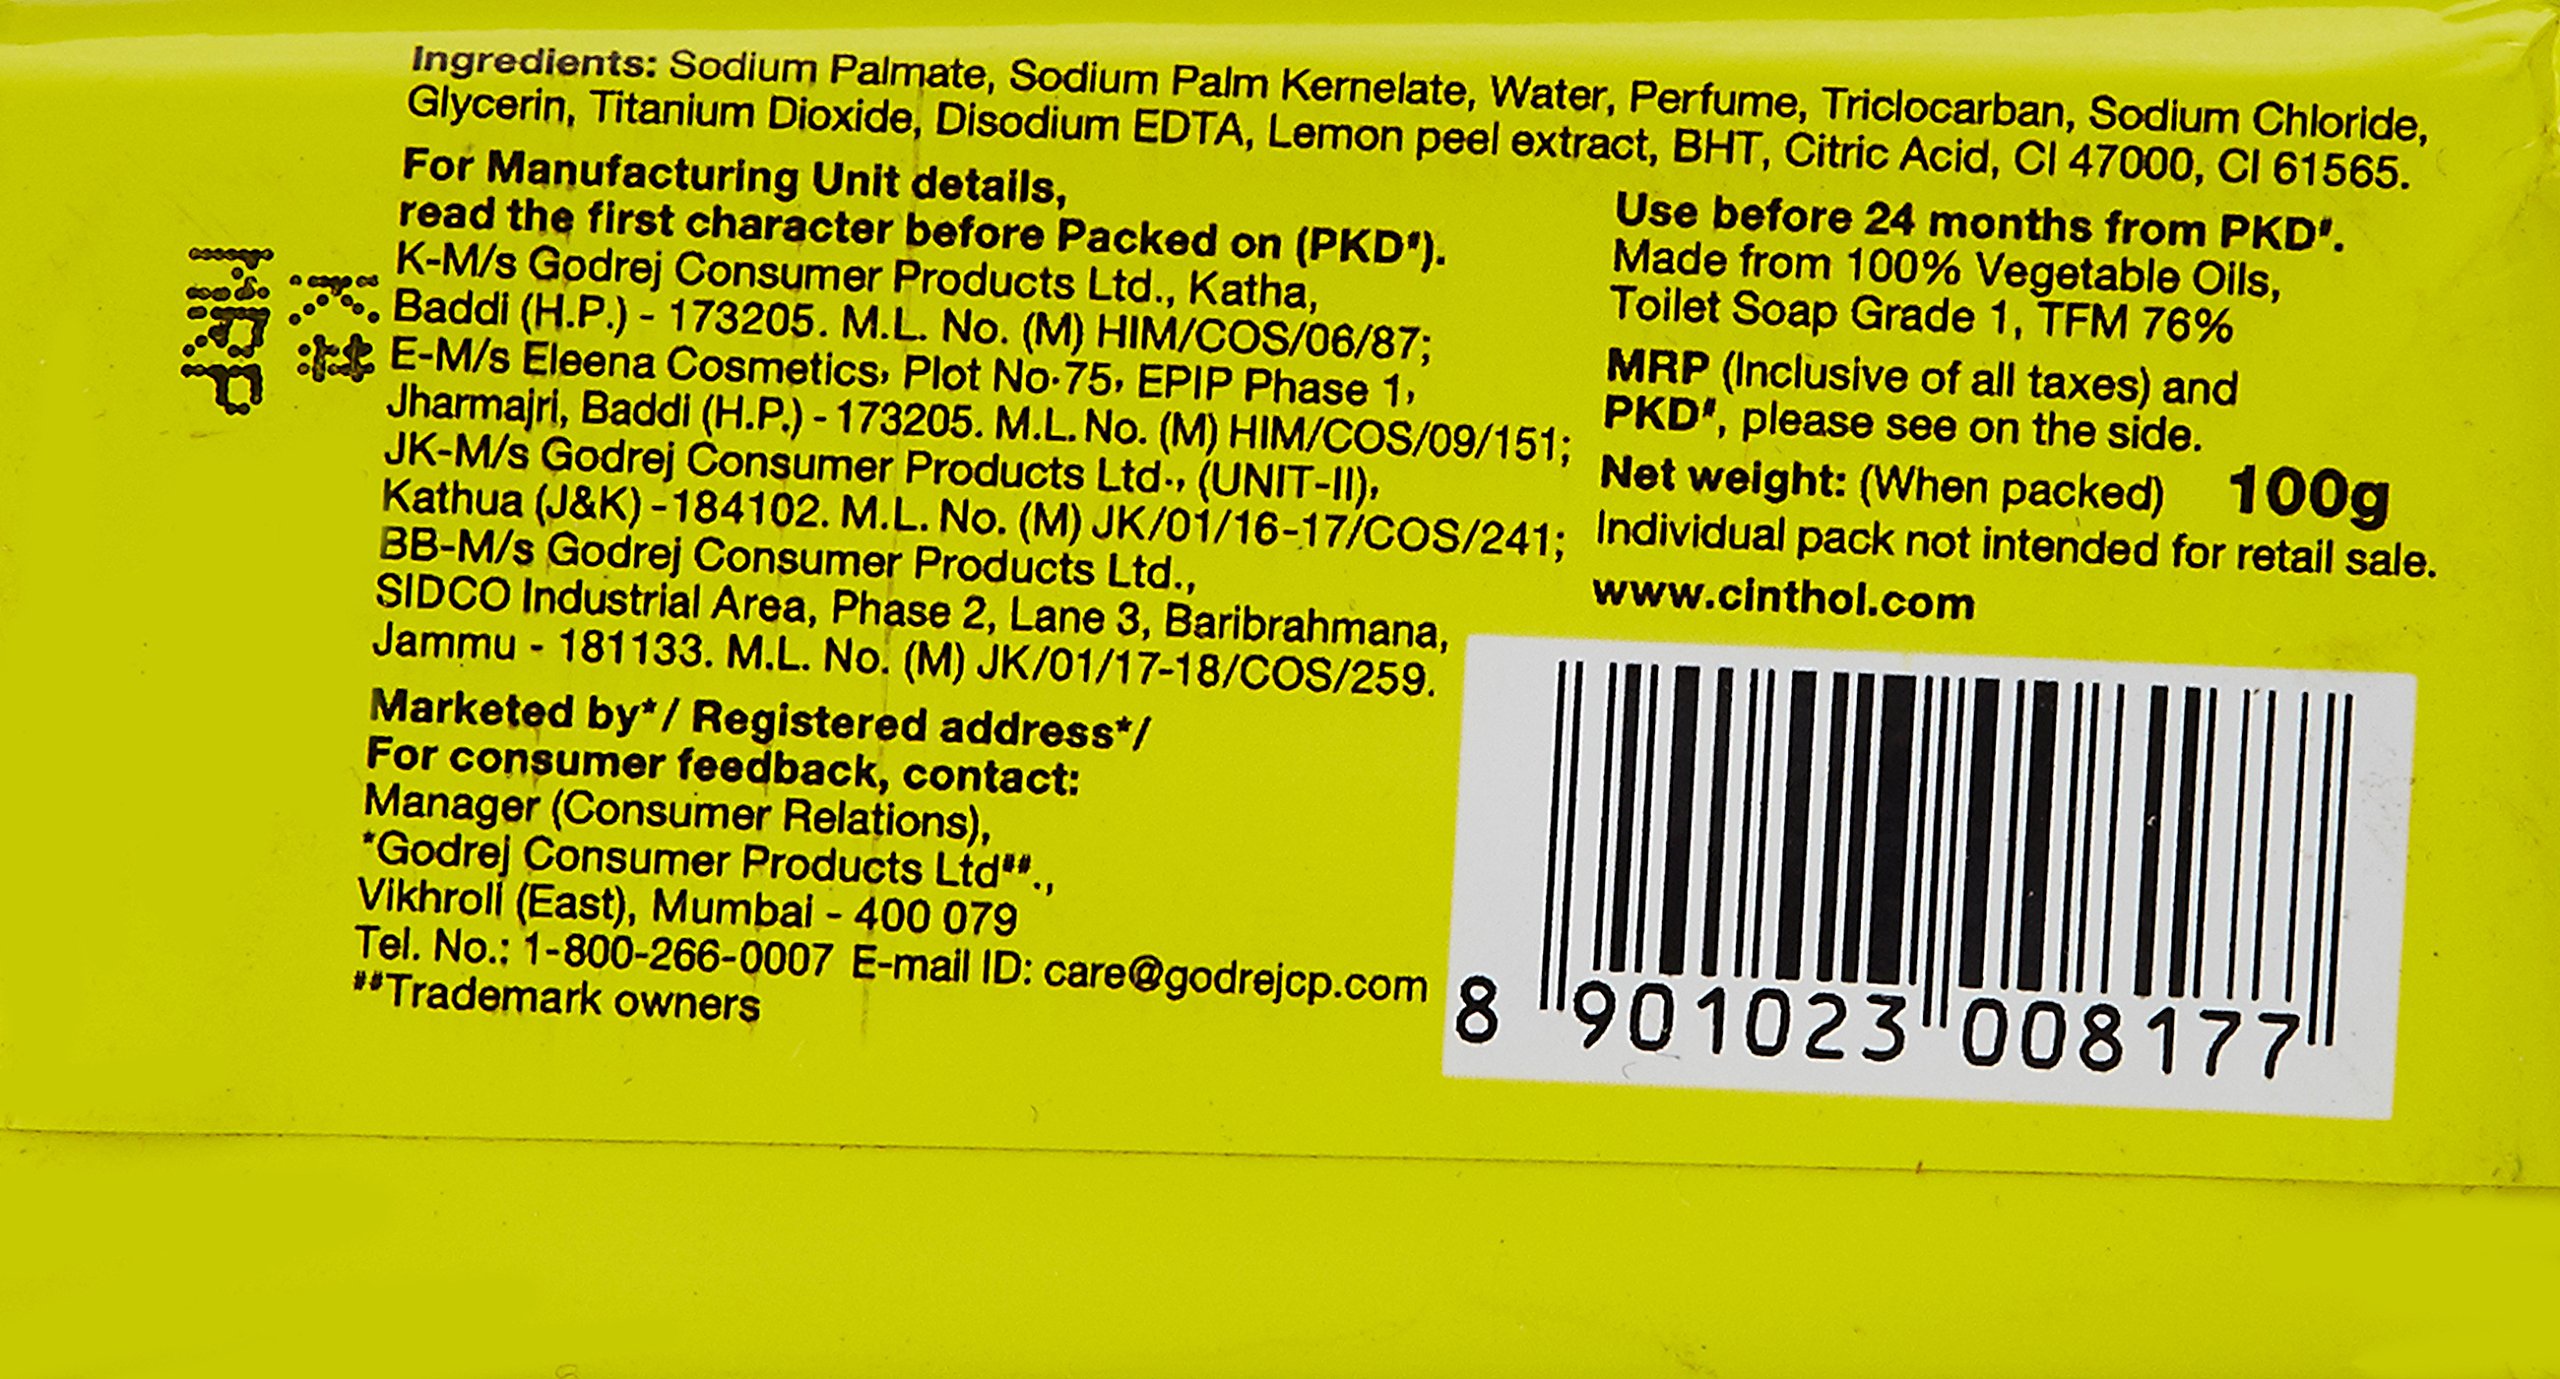 Ingredients: Sodium Palmate, Sodium Palm Kernelate, Water, Perfume, Triclocarban, Sodium Chloride,
Glycerin, Titanium Dioxide, Disodium EDTA, Lemon peel extract, BHT, Citric Acid, CI 47000, CI 61565.
For Manufacturing Unit details,
read the first character before Packed on (PKD#).
K-M/s Godrej Consumer Products Ltd., Katha,
Baddi (H.P.) - 173205. M.L. No. (M) HIM/COS/06/87;
E-M/s Eleena Cosmetics, Plot No.75, EPIP Phase 1,
Jharmajri, Baddi (H.P.) - 173205. M.L. No. (M) HIM/COS/09/151;
JK-M/s Godrej Consumer Products Ltd., (UNIT-II),
Kathua (J&K) -184102. M.L. No. (M) JK/01/16-17/COS/241;
BB-M/s Godrej Consumer Products Ltd.,
SIDCO Industrial Area, Phase 2, Lane 3, Baribrahmana,
Jammu - 181133. M.L. No. (M) JK/01/17-18/COS/259.
Marketed by*/ Registered address*/
For consumer feedback, contact:
Manager (Consumer Relations),
*Godrej Consumer Products Ltd##.,
Vikhroli (East), Mumbai - 400 079
Tel. No.: 1-800-266-0007 E-mail ID: care@godrejcp.com
##Trademark owners
Use before 24 months from PKD#.
Made from 100% Vegetable Oils,
Toilet Soap Grade 1, TFM 76%
MRP (Inclusive of all taxes) and
PKD#, please see on the side.
Net weight: (When packed) 100g
Individual pack not intended for retail sale.
www.cinthol.com
8 901023 008177